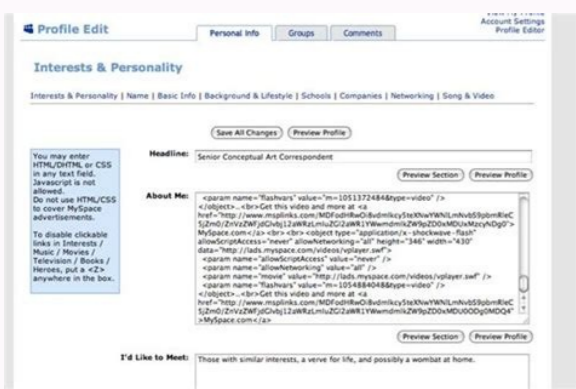 View My Profile
Account Settings
Profile Editor
Profile Edit
Personal Info Groups Comments
Interests & Personality
Interests & Personality | Name | Basic Info | Background & Lifestyle | Schools | Companies | Networking | Song & Video
Save All Changes Preview Profile
You may enter
HTML/DHTML or CSS
in any text field.
Javascript is not
allowed.
Do not use HTML/CSS
to cover MySpace
advertisements.
To disable clickable
links in Interests /
Music / Movies /
Television / Books /
Heroes, put a <Z>
anywhere in the box.
Headline: Senior Conceptual Art Correspondent
Preview Section Preview Profile
About Me:
<param name="flashvars" value="m=1051372484&type=video" />
</object>..<br>Get this video and more at <a
MySpace.com</a><br><br> <object type="application/x-shockwave-flash"
allowScriptAccess="never" allowNetworking="all" height="346" width="430"
data="http://lads.myspace.com/videos/vplayer.swf">
<param name="allowScriptAccess" value="never" />
<param name="allowNetworking" value="all" />
<param name="movie" value="http://lads.myspace.com/videos/vplayer.swf" />
<param name="flashvars" value="m=1054884048&type=video" />
</object>..<br>Get this video and more at <a
>MySpace.com</a>
Preview Section Preview Profile
I'd Like to Meet: Those with similar interests, a verve for life, and possibly a wombat at home.